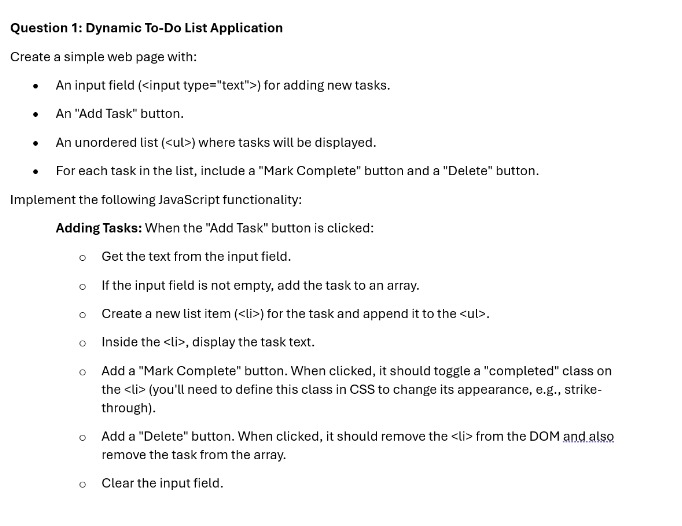 Question 1: Dynamic To-Do List Application
Create a simple web page with:
• An input field (<input type="text">) for adding new tasks.
• An "Add Task" button.
• An unordered list (<ul>) where tasks will be displayed.
• For each task in the list, include a "Mark Complete" button and a "Delete" button.
Implement the following JavaScript functionality:
Adding Tasks: When the "Add Task" button is clicked:
o Get the text from the input field.
o If the input field is not empty, add the task to an array.
o Create a new list item (<li>) for the task and append it to the <ul>.
o Inside the <li>, display the task text.
o Add a "Mark Complete" button. When clicked, it should toggle a "completed" class on
the <li> (you'll need to define this class in CSS to change its appearance, e.g., strike-
through).
o Add a "Delete" button. When clicked, it should remove the <li> from the DOM and also
remove the task from the array.
o Clear the input field.